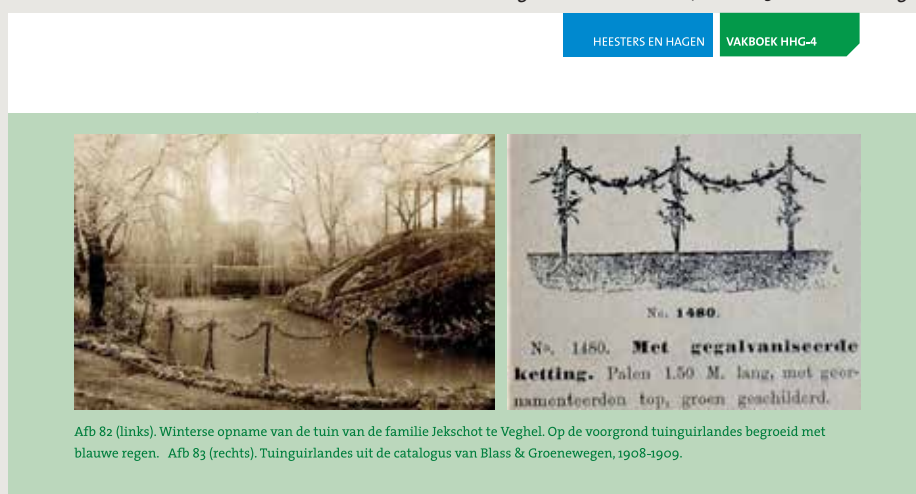 HEESTERS EN HAGEN
VAKBOEK HHG-4
No. 1480.
No. 1480. Met gegalvaniseerde
ketting. Palen 1.50 M. lang, met geor-
namenteerden top, groen geschilderd.
Afb 82 (links). Winterse opname van de tuin van de familie Jekschot te Veghel. Op de voorgrond tuinguirlandes begroeid met
blauwe regen. Afb 83 (rechts). Tuinguirlandes uit de catalogus van Blass & Groenewegen, 1908-1909.